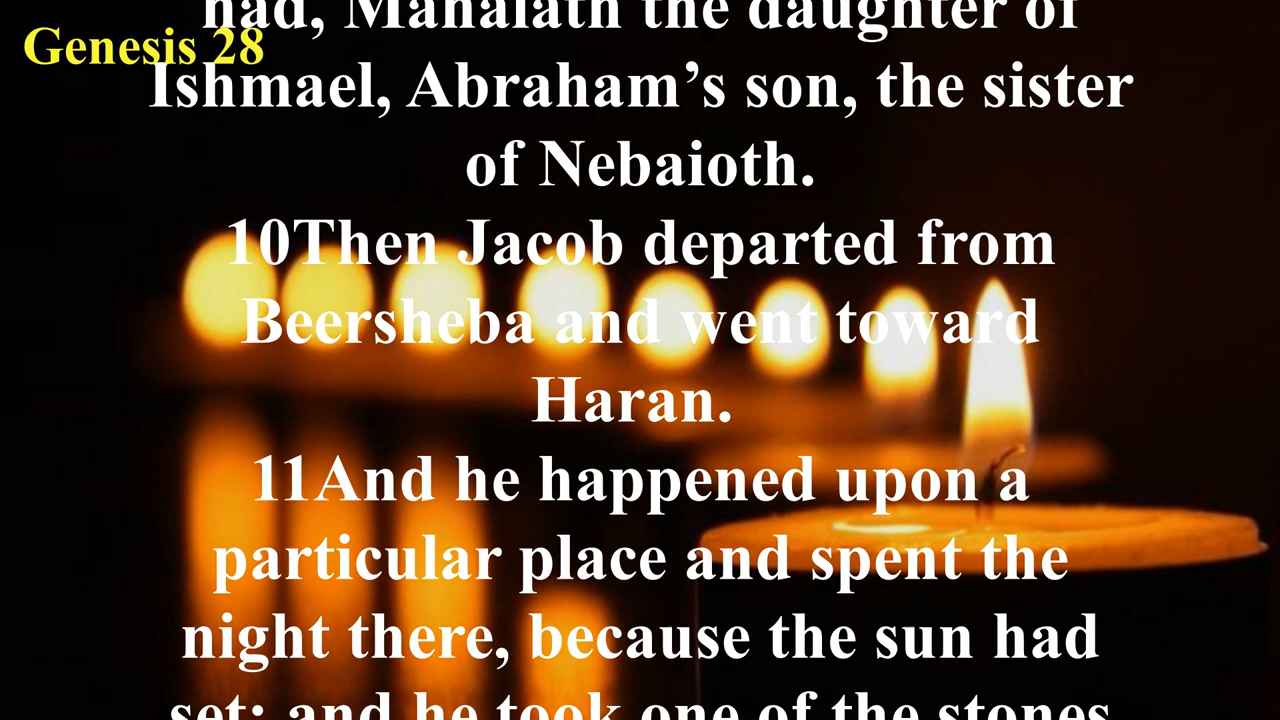 had, Mahalath the daughter of
Genesis 28
Ishmael, Abraham’s son, the sister
of Nebaioth.
10Then Jacob departed from
Beersheba and went toward
Haran.
11And he happened upon a
particular place and spent the
night there, because the sun had
set; and he took one of the stones